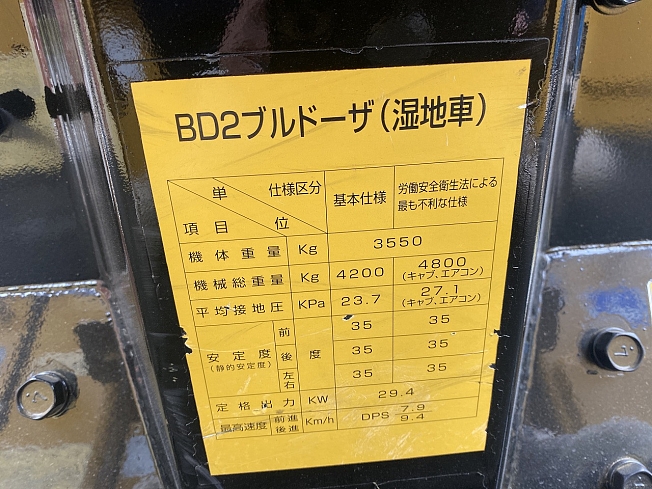 BD2ブルドーザ(湿地車)
単位 仕様区分 項目 基本仕様 労働安全衛生法による最も不利な仕様
機体重量 Kg 3550
機械総重量 Kg 4200 4800 (キャブ、エアコン)
平均接地圧 KPa 23.7 27.1 (キャブ、エアコン)
安定度 (静的安定度) 度
前 35 35
後 35 35
左右 35 35
定格出力 KW 29.4
最高速度 Km/h DPS
前進 7.9
後進 9.4